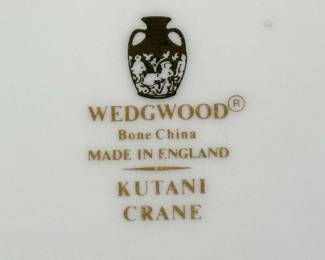 WEDGWOOD®
Bone China
MADE IN ENGLAND
KUTANI
CRANE